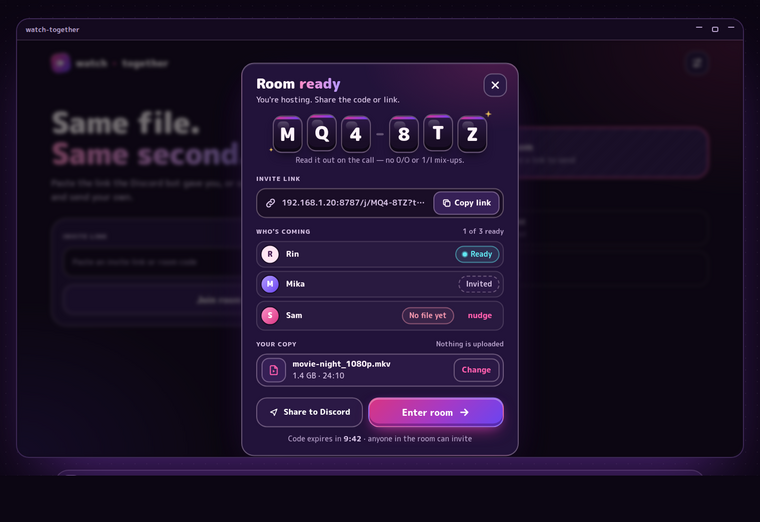 watch-together
watch · together
Same file.
Same second.
Room ready
You're hosting. Share the code or link.
MQ4-8TZ
Read it out on the call — no 0/O or 1/I mix-ups.
INVITE LINK
192.168.1.20:8787/j/MQ4-8TZ?t··· Copy link
WHO'S COMING 1 of 3 ready
R Rin Ready
M Mika Invited
S Sam No file yet nudge
YOUR COPY Nothing is uploaded
movie-night_1080p.mkv
1.4 GB · 24:10
Change
Share to Discord Enter room →
Code expires in 9:42 · anyone in the room can invite